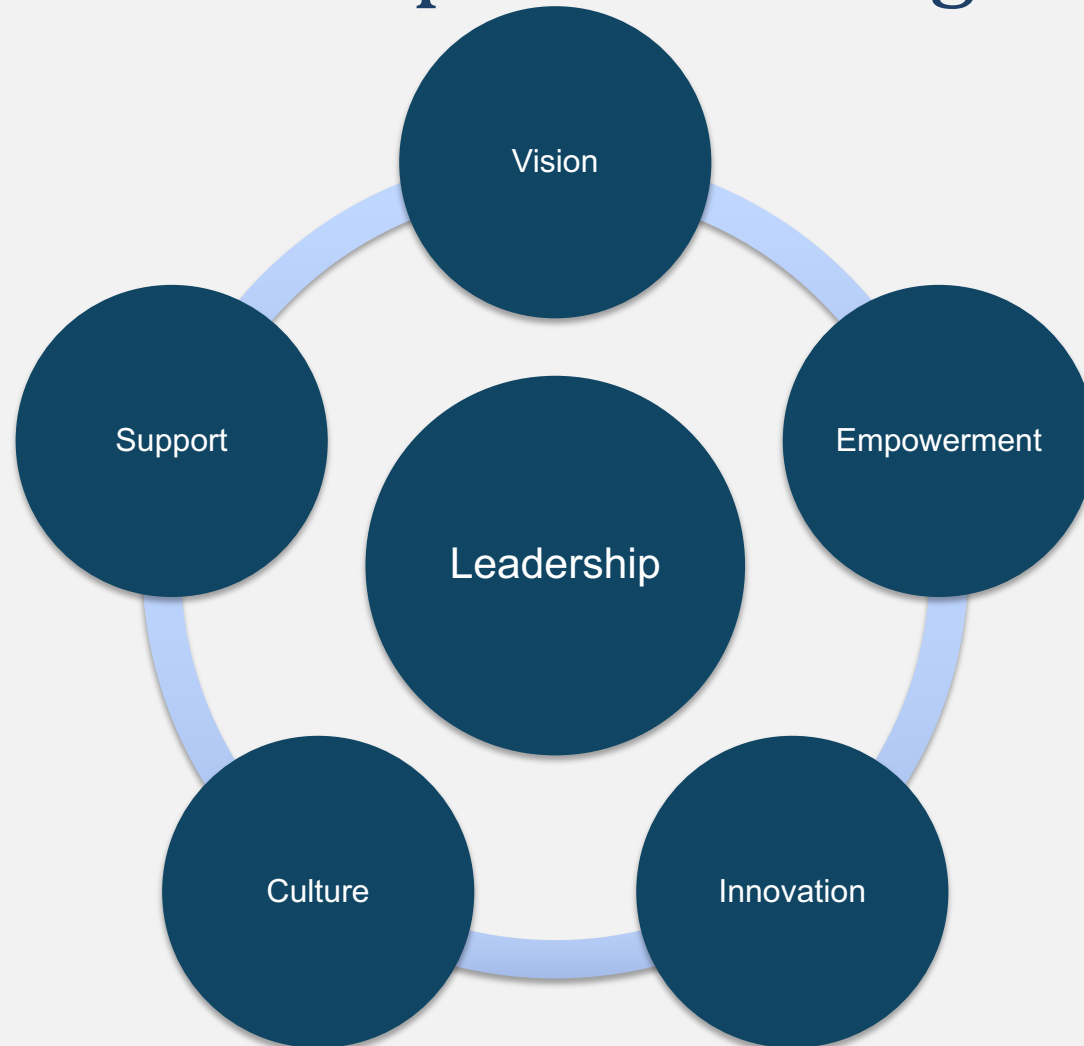 Vision
Support
Empowerment
Leadership
Culture
Innovation